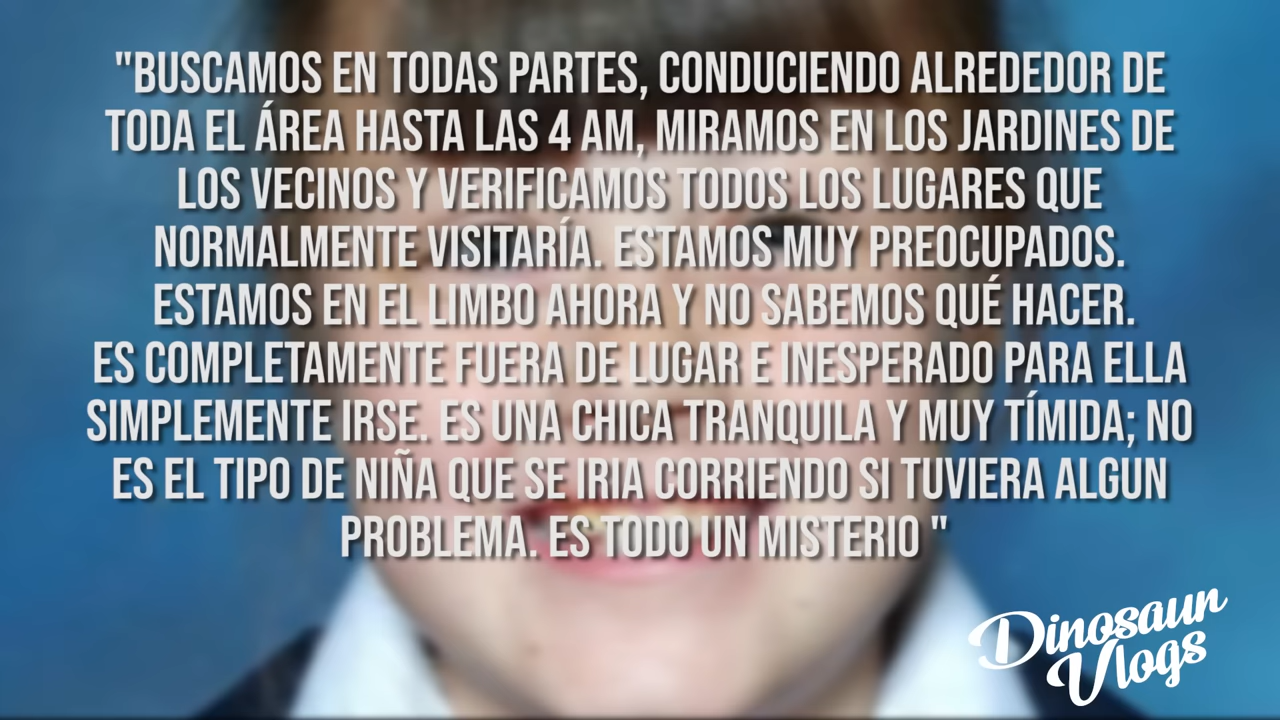 "BUSCAMOS EN TODAS PARTES, CONDUCIENDO ALREDEDOR DE
TODA EL ÁREA HASTA LAS 4 AM, MIRAMOS EN LOS JARDINES DE
LOS VECINOS Y VERIFICAMOS TODOS LOS LUGARES QUE
NORMALMENTE VISITARÍA. ESTAMOS MUY PREOCUPADOS.
ESTAMOS EN EL LIMBO AHORA Y NO SABEMOS QUÉ HACER.
ES COMPLETAMENTE FUERA DE LUGAR E INESPERADO PARA ELLA
SIMPLEMENTE IRSE. ES UNA CHICA TRANQUILA Y MUY TÍMIDA; NO
ES EL TIPO DE NIÑA QUE SE IRIA CORRIENDO SI TUVIERA ALGUN
PROBLEMA. ES TODO UN MISTERIO "
Dinosaur
Vlogs